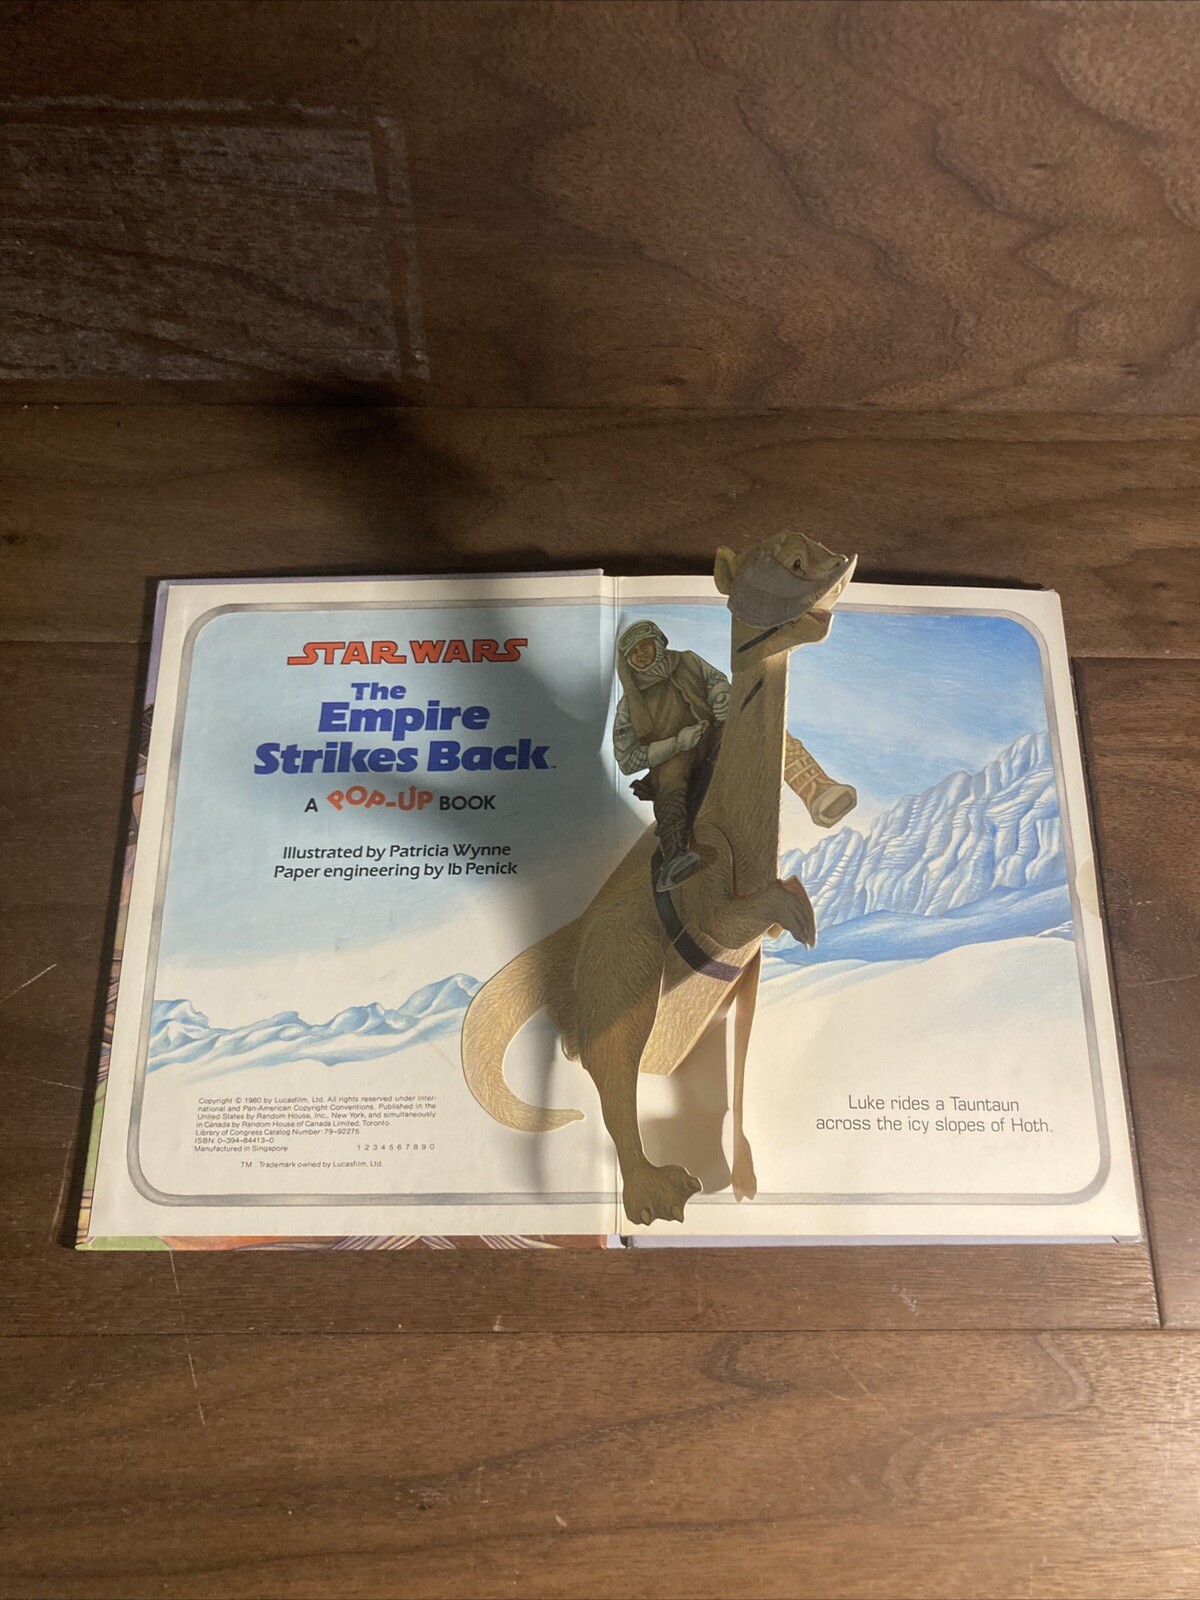 STAR WARS
The
Empire
Strikes Back™
A POP-UP BOOK
Illustrated by Patricia Wynne
Paper engineering by Ib Penick
Copyright © 1980 by Lucasfilm, Ltd. All rights reserved under Inter-
national and Pan-American Copyright Conventions. Published in the
United States by Random House, Inc., New York, and simultaneously
in Canada by Random House of Canada Limited, Toronto.
Library of Congress Catalog Number: 79-92275
ISBN: 0-394-84413-0
Manufactured in Singapore 1 2 3 4 5 6 7 8 9 0
TM Trademark owned by Lucasfilm, Ltd.
Luke rides a Tauntaun
across the icy slopes of Hoth.